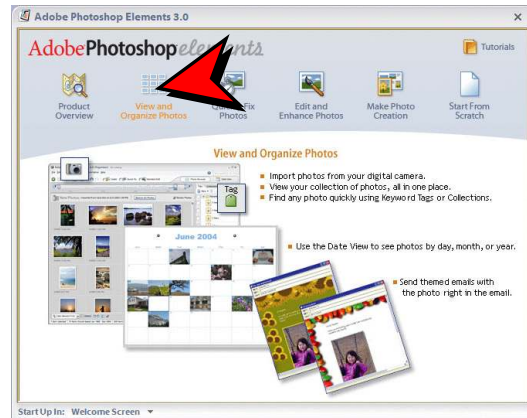 Adobe Photoshop Elements 3.0
AdobePhotoshop elements
Tutorials
Product Overview
View and Organize Photos
Fix Photos
Edit and Enhance Photos
Make Photo Creation
Start From Scratch
View and Organize Photos
Import photos from your digital camera.
View your collection of photos, all in one place.
Find any photo quickly using Keyword Tags or Collections.
Tag
June 2004
Use the Date View to see photos by day, month, or year.
Send themed emails with
the photo right in the email.
Start Up In: Welcome Screen